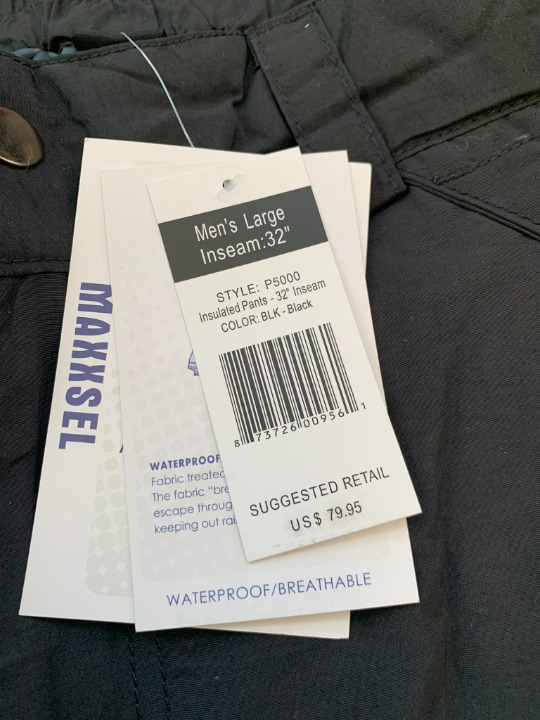 Men's Large
Inseam:32"
STYLE: P5000
Insulated Pants - 32" Inseam
COLOR: BLK - Black
8 73726 00956 1
SUGGESTED RETAIL
US$ 79.95
MAXXSEL
WATERPROOF
Fabric treated
The fabric "bre
escape throug
keeping out rai
WATERPROOF/BREATHABLE